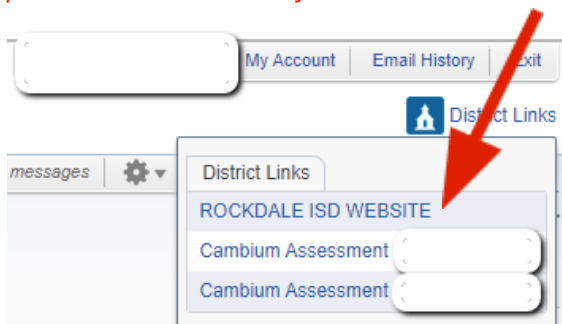 My Account Email History Exit
District Links
messages
District Links
ROCKDALE ISD WEBSITE
Cambium Assessment
Cambium Assessment